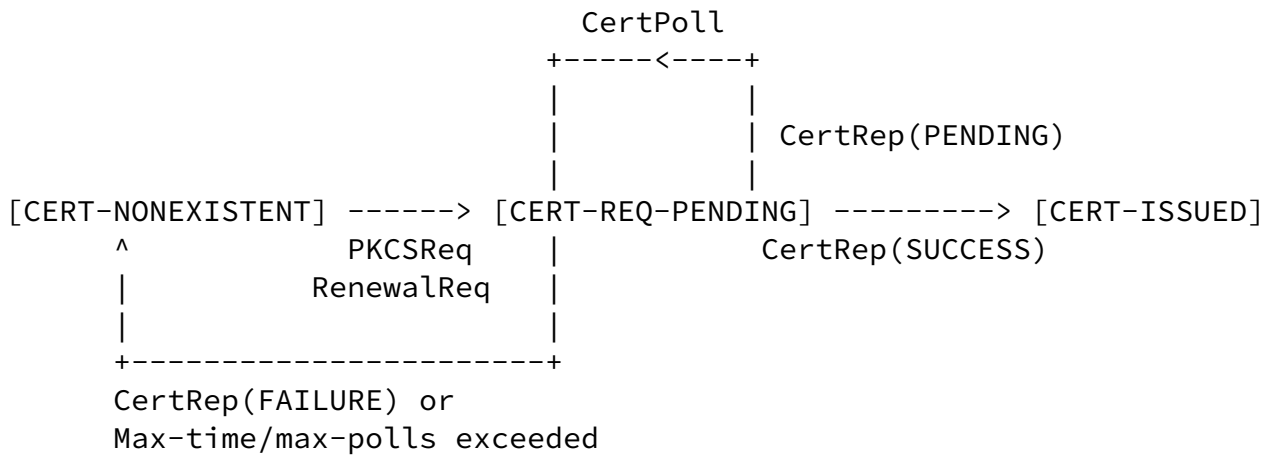 CertPoll
+-----<----+
|          |
|          | CertRep(PENDING)
|          |
[CERT-NONEXISTENT] ------> [CERT-REQ-PENDING] ---------> [CERT-ISSUED]
^            PKCSReq    |           CertRep(SUCCESS)
|          RenewalReq   |
|                       |
+-----------------------+
CertRep(FAILURE) or
Max-time/max-polls exceeded